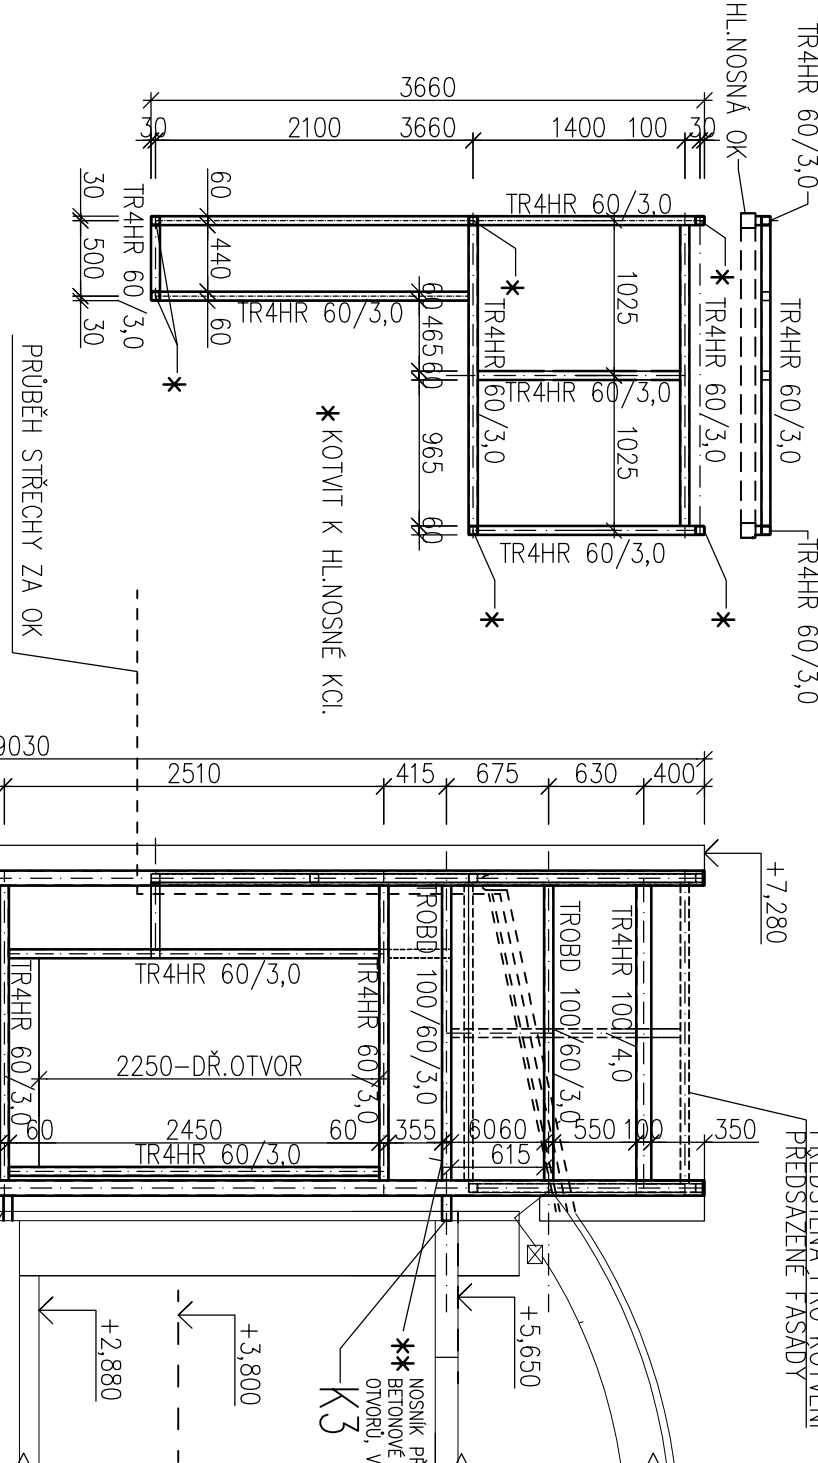 TR4HR 60/3,0
HL.NOSNÁ OK
3660
30
2100
3660
1400
100
30
TR4HR 60/3,0
30
500
30
TR4HR 60/3,0
60
440
60
TR4HR 60/3,0
1025
1025
60
465
60
965
60
TR4HR 60/3,0
TR4HR 60/3,0
TR4HR 60/3,0
TR4HR 60/3,0
TR4HR 60/3,0
TR4HR 60/3,0
* KOTVIT K HL.NOSNÉ KCI.
PRŮBĚH STŘECHY ZA OK
9030
2510
415
675
630
400
+7,280
TROBD 100/60/3,0
TROBD 100/60/3,0
TR4HR 100/4,0
TR4HR 60/3,0
TR4HR 60/3,0
TR4HR 60/3,0
2250-DŘ.OTVOR
60
2450
60
355
60
60
550
100
350
TR4HR 60/3,0
615
PŘEDSAZENÉ FASÁDY
+5,650
+3,800
+2,880
** NOSNÍK
BETONOVÉ
OTVORŮ,
K3